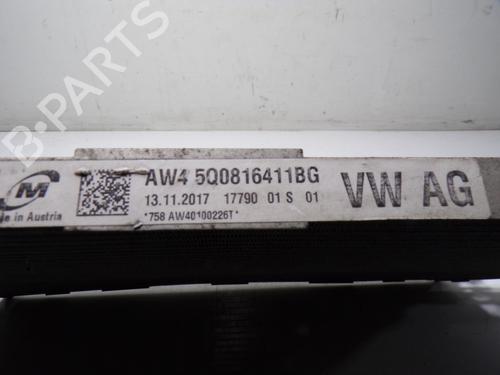 B-PARTS
M
AW4 5Q0816411BG
13.11.2017 17790 01 S 01
*758 AW40100226T*
VW AG
in Austria